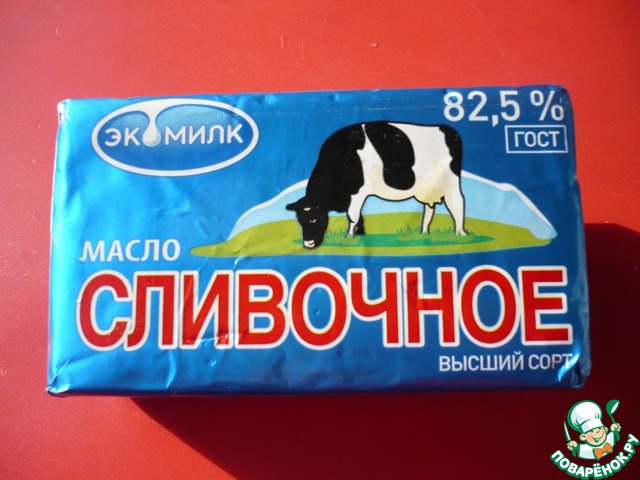 ЭКОМИЛК
82,5 %
ГОСТ
МАСЛО
СЛИВОЧНОЕ
ВЫСШИЙ СОРТ
ПОВАРЁНОК.РУ